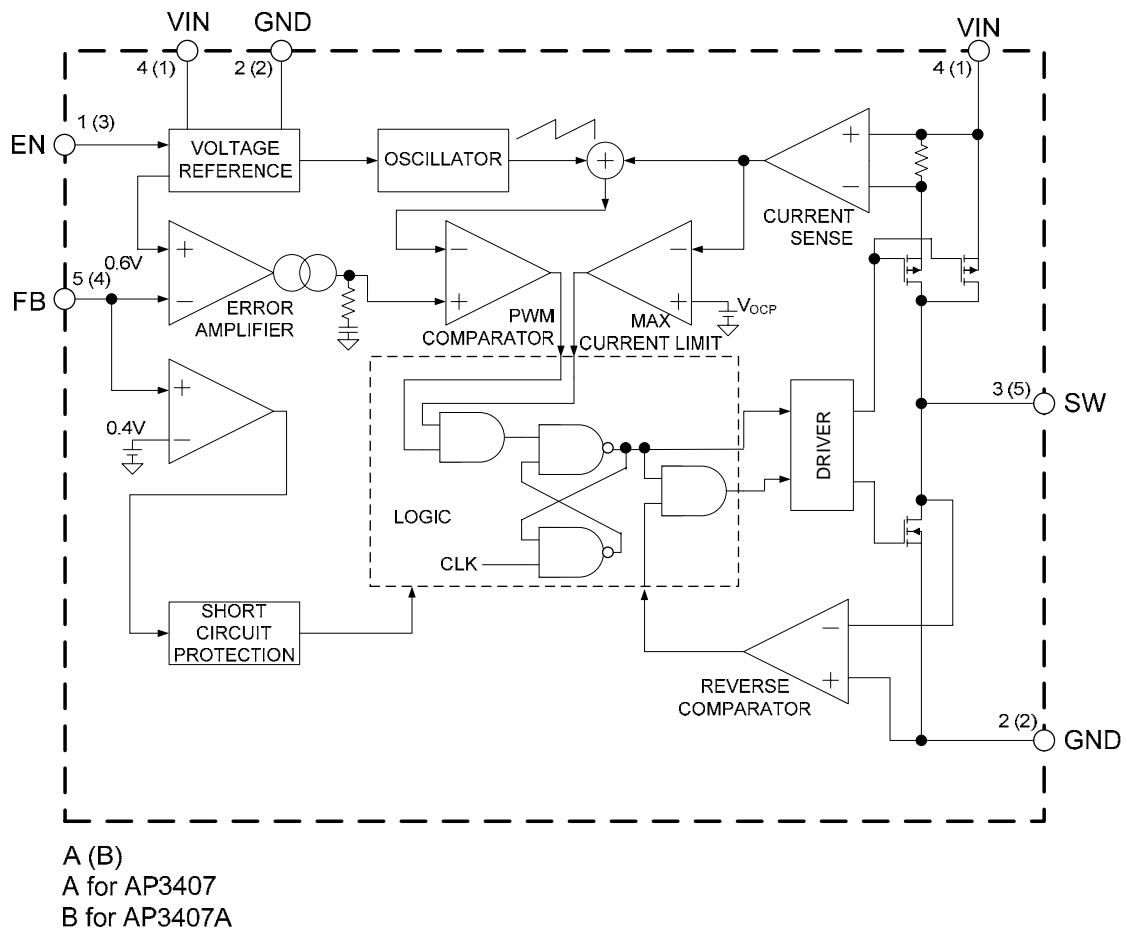 VIN
GND
VIN
4 (1)
2 (2)
4 (1)
EN
1 (3)
VOLTAGE
REFERENCE
OSCILLATOR
+
+
−
CURRENT
SENSE
0.6V
+
−
ERROR
AMPLIFIER
FB
5 (4)
−
+
PWM
COMPARATOR
−
+
MAX
CURRENT LIMIT
VOCP
+
−
0.4V
3 (5)
SW
DRIVER
LOGIC
CLK
SHORT
CIRCUIT
PROTECTION
−
+
REVERSE
COMPARATOR
2 (2)
GND
A (B)
A for AP3407
B for AP3407A